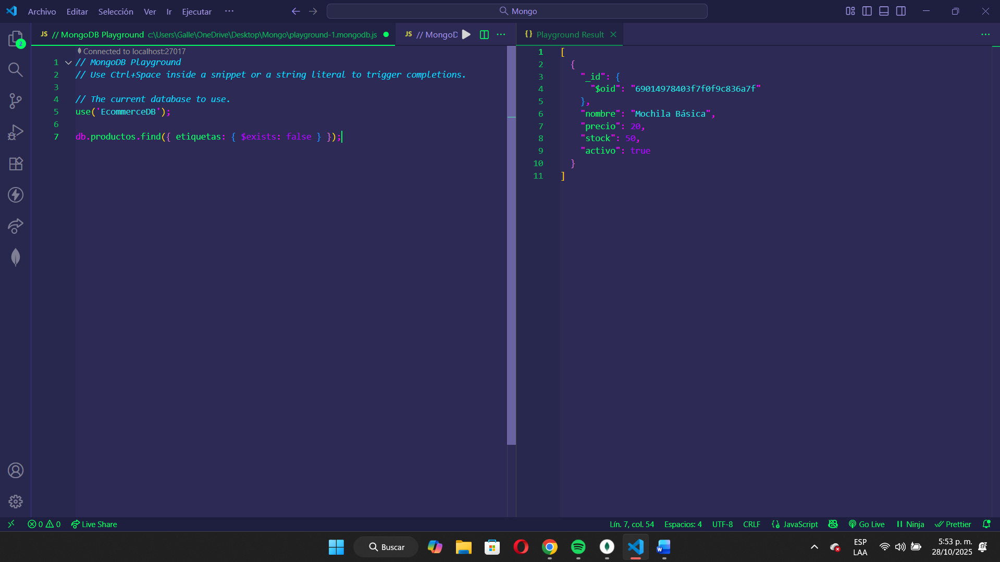 Archivo Editar Selección Ver Ir Ejecutar ··· Mongo
JS // MongoDB Playground c:\Users\Galle\OneDrive\Desktop\Mongo\playground-1.mongodb.js
JS // MongoD
{} Playground Result
2
Connected to localhost:27017
1 // MongoDB Playground
2 // Use Ctrl+Space inside a snippet or a string literal to trigger completions.
3
4 // The current database to use.
5 use('EcommerceDB');
6
7 db.productos.find({ etiquetas: { $exists: false } });
1 [
2 {
3 "_id": {
4 "$oid": "69014978403f7f0f9c836a7f"
5 },
6 "nombre": "Mochila Básica",
7 "precio": 20,
8 "stock": 50,
9 "activo": true
10 }
11 ]
0 0 Live Share
Lín. 7, col. 54 Espacios: 4 UTF-8 CRLF {} JavaScript Go Live Ninja Prettier
Buscar
ESP
LAA
5:53 p. m.
28/10/2025